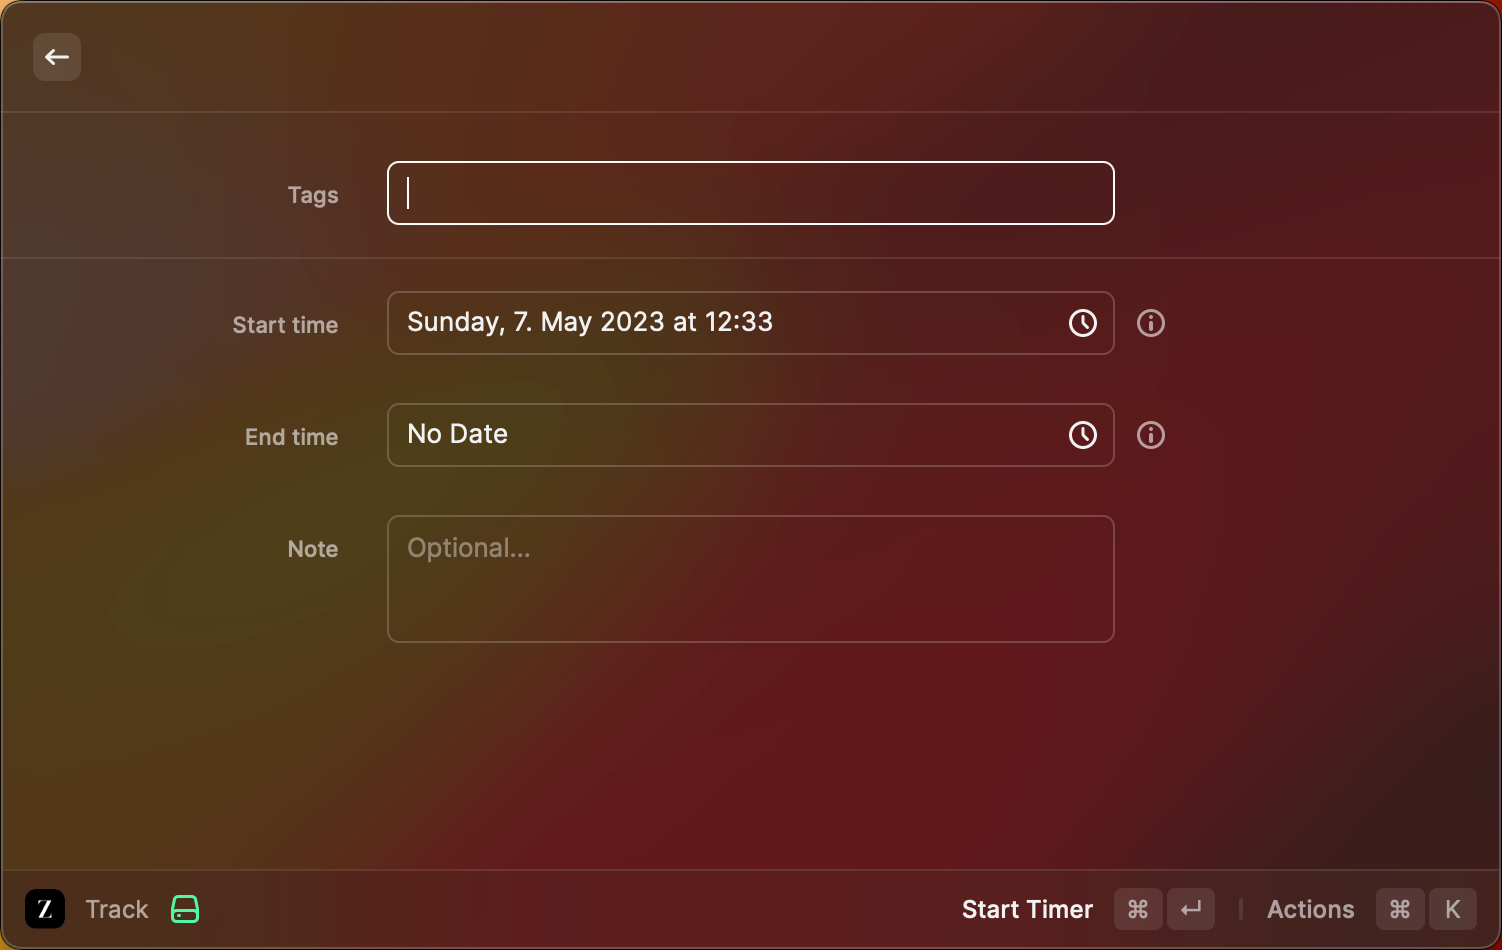 Tags
Start time
Sunday, 7. May 2023 at 12:33
End time
No Date
Note
Optional...
Z Track Start Timer ⌘ ↵ Actions ⌘ K